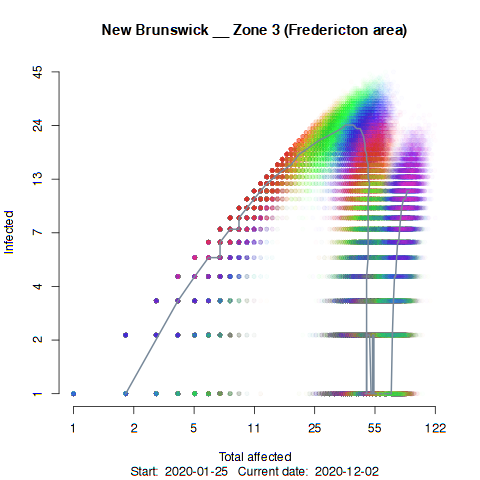 New Brunswick __ Zone 3 (Fredericton area)
45
24
13
7
4
2
1
Infected
1 2 5 11 25 55 122
Total affected
Start: 2020-01-25 Current date: 2020-12-02